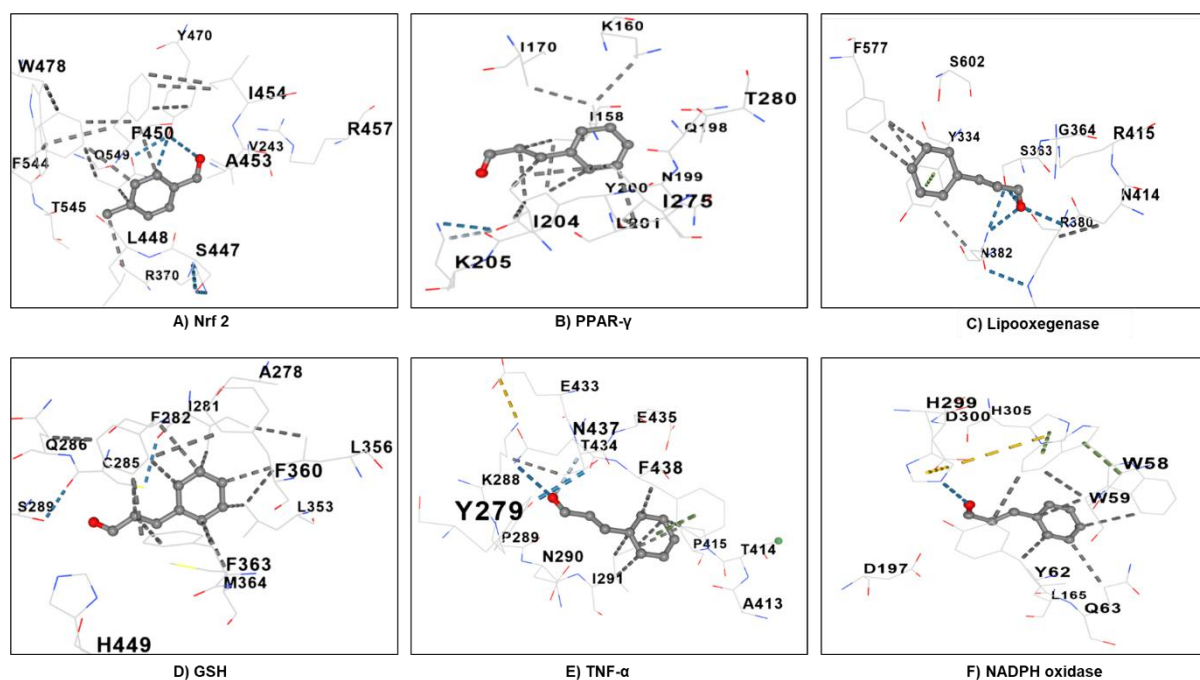 Y470
W478
I454
F450
R457
V243
Q549
A453
F544
T545
L448
S447
R370
A) Nrf 2
K160
I170
T280
I158
Q198
N199
Y200
I275
I204
L201
K205
B) PPAR-γ
F577
S602
G364
R415
Y334
S363
N414
R380
N382
C) Lipooxegenase
A278
I281
F282
Q286
L356
C285
F360
S289
L353
F363
M364
H449
D) GSH
E433
N437
E435
T434
F438
K288
Y279
P289
P415
T414
N290
I291
A413
E) TNF-α
H299
H305
D300
W58
W59
D197
Y62
L165
Q63
F) NADPH oxidase